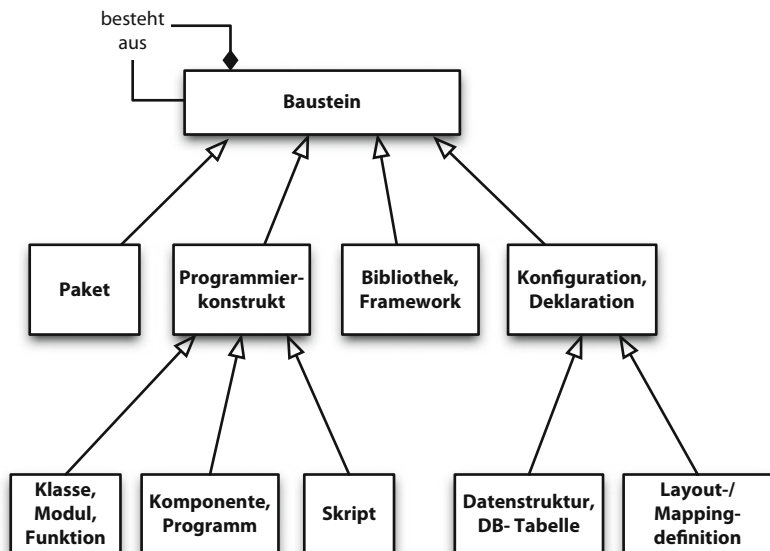 besteht
aus
Baustein
Paket
Programmier-
konstrukt
Bibliothek,
Framework
Konfiguration,
Deklaration
Klasse,
Modul,
Funktion
Komponente,
Programm
Skript
Datenstruktur,
DB- Tabelle
Layout-/
Mapping-
definition